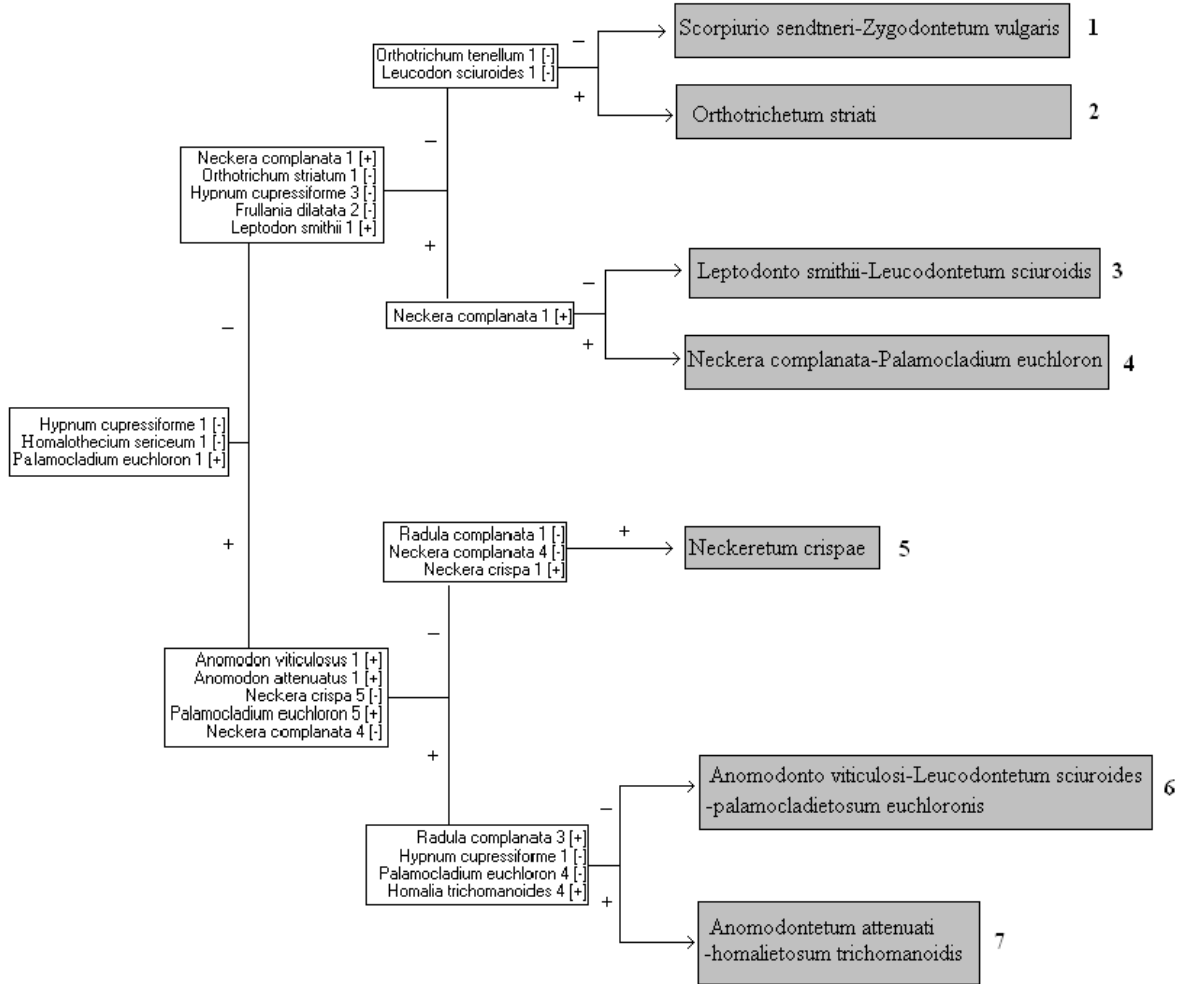 Orthotrichum tenellum 1 [-]
Leucodon sciuroides 1 [-]
−
+
Scorpiurio sendtneri-Zygodontetum vulgaris
1
Orthotrichetum striati
2
Neckera complanata 1 [+]
Orthotrichum striatum 1 [-]
Hypnum cupressiforme 3 [-]
Frullania dilatata 2 [-]
Leptodon smithii 1 [+]
−
+
Neckera complanata 1 [+]
−
+
Leptodonto smithii-Leucodontetum sciuroidis
3
Neckera complanata-Palamocladium euchloron
4
−
Hypnum cupressiforme 1 [-]
Homalothecium sericeum 1 [-]
Palamocladium euchloron 1 [+]
+
Radula complanata 1 [-]
Neckera complanata 4 [-]
Neckera crispa 1 [+]
+
Neckeretum crispae
5
Anomodon viticulosus 1 [+]
Anomodon attenuatus 1 [+]
Neckera crispa 5 [-]
Palamocladium euchloron 5 [+]
Neckera complanata 4 [-]
−
+
Radula complanata 3 [+]
Hypnum cupressiforme 1 [-]
Palamocladium euchloron 4 [-]
Homalia trichomanoides 4 [+]
−
+
Anomodonto viticulosi-Leucodontetum sciuroides
-palamocladietosum euchloronis
6
Anomodontetum attenuati
-homalietosum trichomanoidis
7